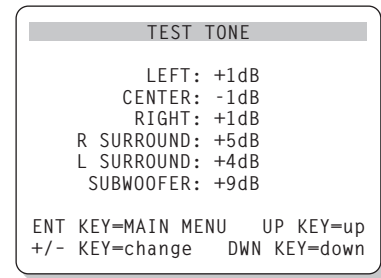 TEST TONE
LEFT: +1dB
CENTER: -1dB
RIGHT: +1dB
R SURROUND: +5dB
L SURROUND: +4dB
SUBWOOFER: +9dB
ENT KEY=MAIN MENU UP KEY=up
+/- KEY=change DWN KEY=down